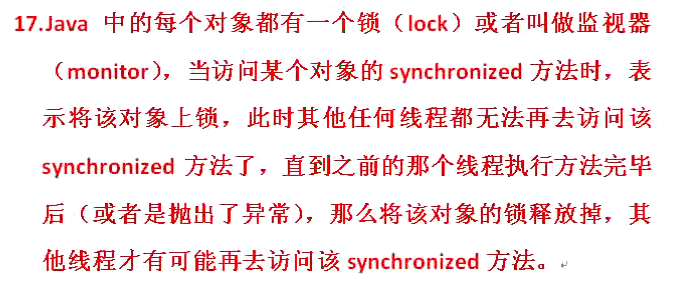 17.Java 中的每个对象都有一个锁（lock）或者叫做监视器
（monitor），当访问某个对象的 synchronized 方法时，表
示将该对象上锁，此时其他任何线程都无法再去访问该
synchronized 方法了，直到之前的那个线程执行方法完毕
后（或者是抛出了异常），那么将该对象的锁释放掉，其
他线程才有可能再去访问该 synchronized 方法。